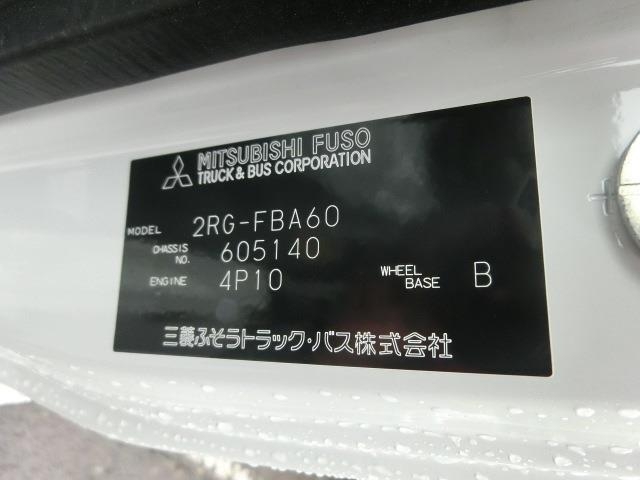 MITSUBISHI FUSO
TRUCK & BUS CORPORATION
MODEL 2RG-FBA60
CHASSIS NO. 605140
ENGINE 4P10 WHEEL BASE B
三菱ふそうトラック・バス株式会社